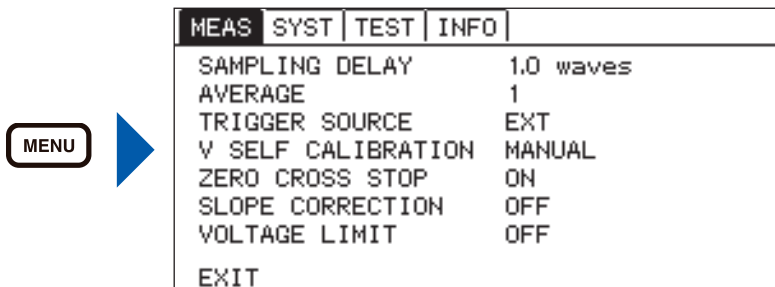 MEAS SYST TEST INFO
SAMPLING DELAY 1.0 waves
AVERAGE 1
TRIGGER SOURCE EXT
MENU
V SELF CALIBRATION MANUAL
ZERO CROSS STOP ON
SLOPE CORRECTION OFF
VOLTAGE LIMIT OFF
EXIT